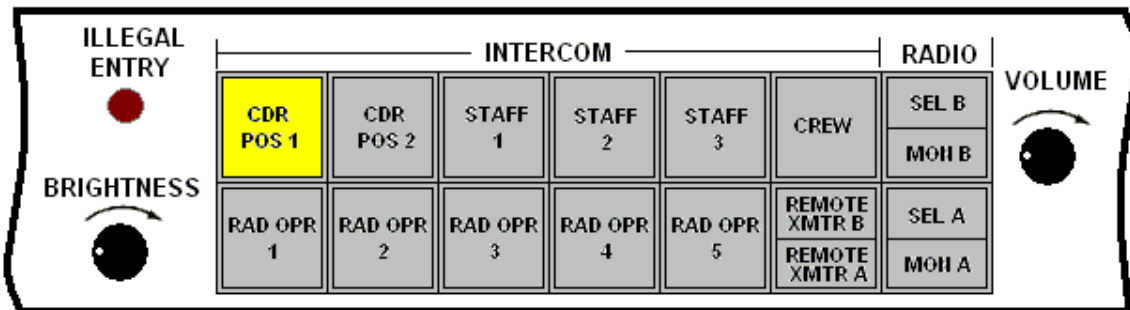 ILLEGAL
ENTRY
INTERCOM
RADIO
VOLUME
BRIGHTNESS
CDR
POS 1
CDR
POS 2
STAFF
1
STAFF
2
STAFF
3
CREW
SEL B
MON B
RAD OPR
1
RAD OPR
2
RAD OPR
3
RAD OPR
4
RAD OPR
5
REMOTE
XMTR B
REMOTE
XMTR A
SEL A
MON A